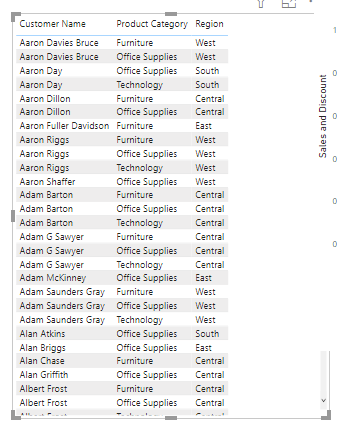 Customer Name Product Category Region
Aaron Davies Bruce Furniture West
Aaron Davies Bruce Office Supplies West
Aaron Day Office Supplies South
Aaron Day Technology South
Aaron Dillon Furniture Central
Aaron Dillon Office Supplies Central
Aaron Fuller Davidson Furniture East
Aaron Riggs Furniture West
Aaron Riggs Office Supplies West
Aaron Riggs Technology West
Aaron Shaffer Office Supplies West
Adam Barton Furniture Central
Adam Barton Office Supplies Central
Adam Barton Technology Central
Adam G Sawyer Furniture Central
Adam G Sawyer Office Supplies Central
Adam G Sawyer Technology Central
Adam McKinney Office Supplies East
Adam Saunders Gray Furniture West
Adam Saunders Gray Office Supplies West
Adam Saunders Gray Technology West
Alan Atkins Office Supplies South
Alan Briggs Office Supplies East
Alan Chase Furniture Central
Alan Griffith Office Supplies Central
Albert Frost Furniture Central
Albert Frost Office Supplies Central
Sales and Discount
1
0
0
0
0
0